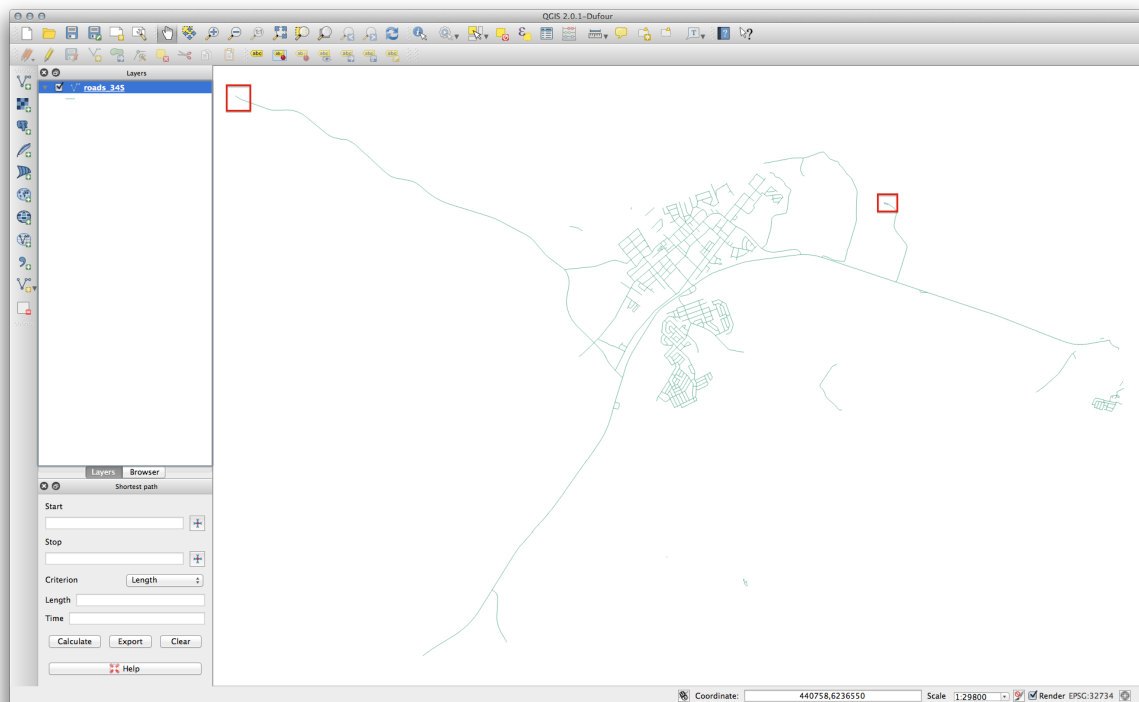 QGIS 2.0.1-Dufour
Layers
roads_345
Layers Browser
Shortest path
Start
Stop
Criterion Length
Length
Time
Calculate Export Clear
Help
Coordinate: 440758,6236550 Scale 1:29800 Render EPSG:32734